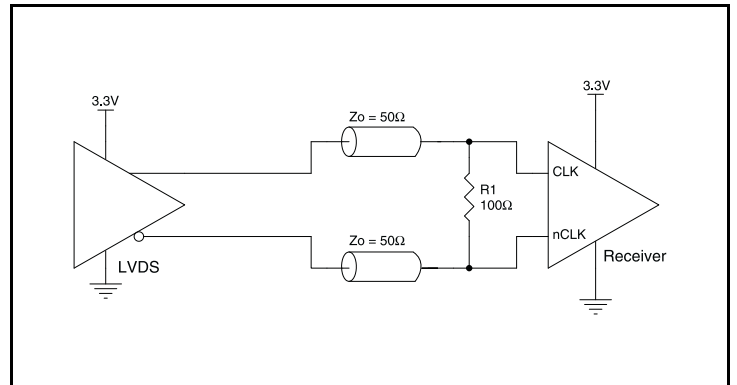 3.3V
3.3V
Zo = 50Ω
CLK
R1
100Ω
nCLK
Zo = 50Ω
LVDS
Receiver